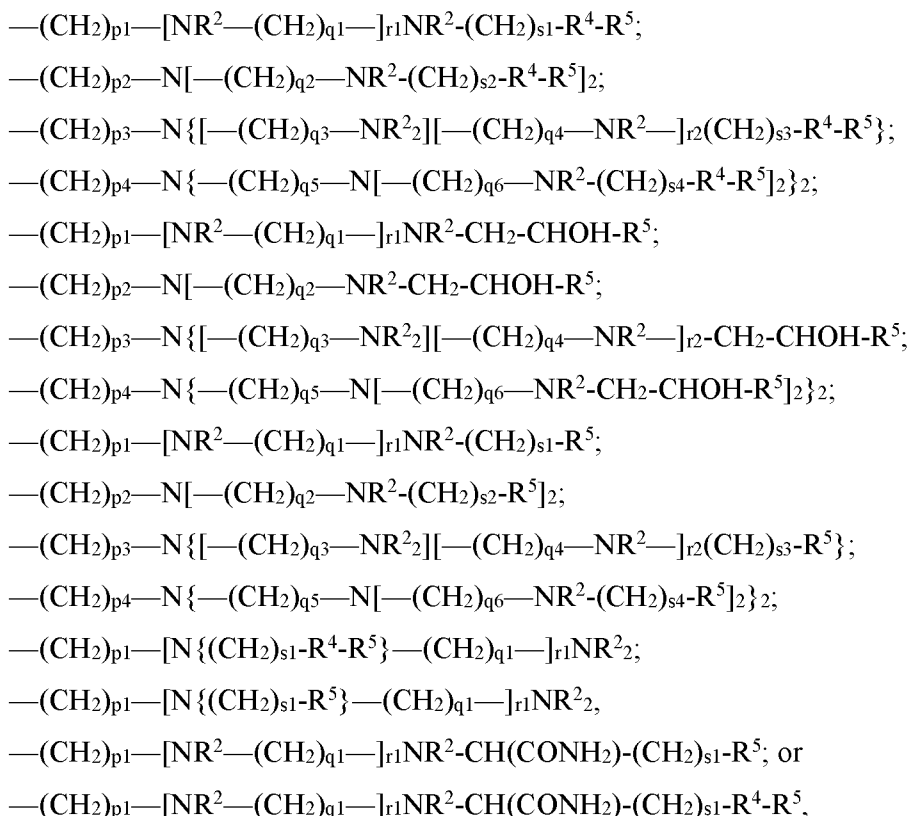 —(CH2)p1—[NR²—(CH2)q1—]r1NR²-(CH2)s1-R⁴-R⁵;
—(CH2)p2—N[—(CH2)q2—NR²-(CH2)s2-R⁴-R⁵]2;
—(CH2)p3—N{[—(CH2)q3—NR²2][—(CH2)q4—NR²—]r2(CH2)s3-R⁴-R⁵};
—(CH2)p4—N{—(CH2)q5—N[—(CH2)q6—NR²-(CH2)s4-R⁴-R⁵]2}2;
—(CH2)p1—[NR²—(CH2)q1—]r1NR²-CH2-CHOH-R⁵;
—(CH2)p2—N[—(CH2)q2—NR²-CH2-CHOH-R⁵;
—(CH2)p3—N{[—(CH2)q3—NR²2][—(CH2)q4—NR²—]r2-CH2-CHOH-R⁵;
—(CH2)p4—N{—(CH2)q5—N[—(CH2)q6—NR²-CH2-CHOH-R⁵]2}2;
—(CH2)p1—[NR²—(CH2)q1—]r1NR²-(CH2)s1-R⁵;
—(CH2)p2—N[—(CH2)q2—NR²-(CH2)s2-R⁵]2;
—(CH2)p3—N{[—(CH2)q3—NR²2][—(CH2)q4—NR²—]r2(CH2)s3-R⁵};
—(CH2)p4—N{—(CH2)q5—N[—(CH2)q6—NR²-(CH2)s4-R⁵]2}2;
—(CH2)p1—[N{(CH2)s1-R⁴-R⁵}—(CH2)q1—]r1NR²2;
—(CH2)p1—[N{(CH2)s1-R⁵}—(CH2)q1—]r1NR²2,
—(CH2)p1—[NR²—(CH2)q1—]r1NR²-CH(CONH2)-(CH2)s1-R⁵; or
—(CH2)p1—[NR²—(CH2)q1—]r1NR²-CH(CONH2)-(CH2)s1-R⁴-R⁵,